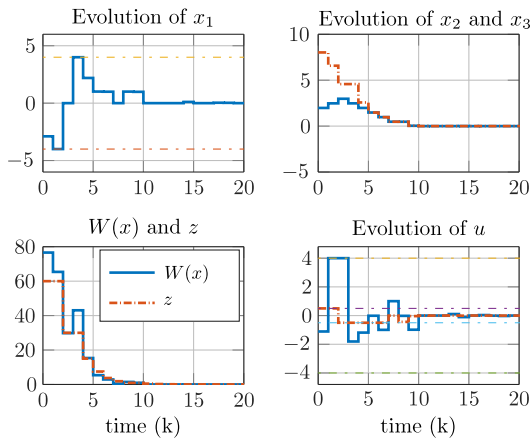 Evolution of x₁
5
0
−5
0 5 10 15 20
Evolution of x₂ and x₃
10
5
0
−5
0 5 10 15 20
W(x) and z
80
60
40
20
0
0 5 10 15 20
time (k)
W(x)
z
Evolution of u
4
2
0
−2
−4
0 5 10 15 20
time (k)